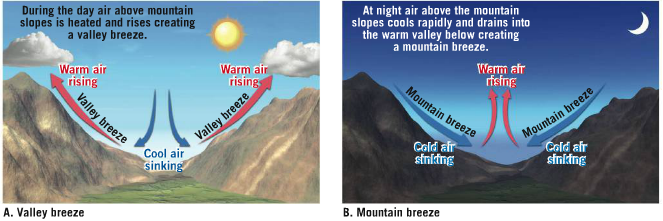 During the day air above mountain
slopes is heated and rises creating
a valley breeze.
Warm air
rising
Warm air
rising
Valley breeze
Valley breeze
Cool air
sinking
A. Valley breeze
At night air above the mountain
slopes cools rapidly and drains into
the warm valley below creating
a mountain breeze.
Warm air
rising
Mountain breeze
Mountain breeze
Cold air
sinking
Cold air
sinking
B. Mountain breeze